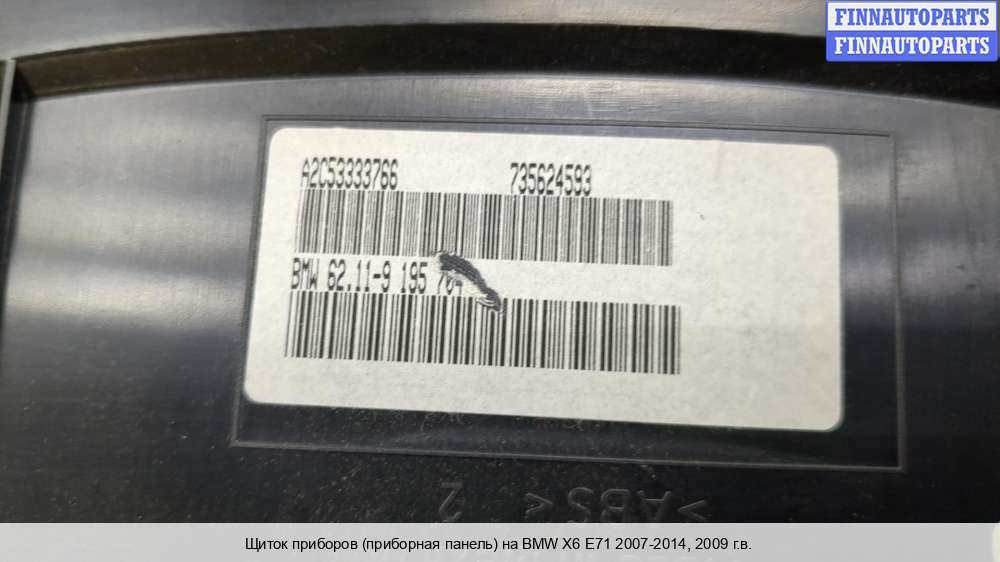 FINNAUTOPARTS
FINNAUTOPARTS
A2C53333766 735624593
BMW 62.11-9 195
>ABS< 2
Щиток приборов (приборная панель) на BMW X6 E71 2007-2014, 2009 г.в.